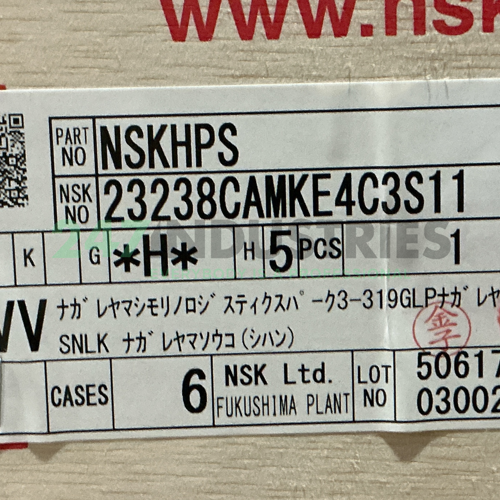 www.nsk
PART NO NSKHPS
NSK NO 23238CAMKE4C3S11
K G *H* H 5 PCS 1
247INDUSTRIES
VV ナガレヤマシモリノロジスティクスパーク3-319GLPナガレヤ
SNLK ナガレヤマソウコ(シハン)
金子
CASES 6 NSK Ltd. FUKUSHIMA PLANT LOT NO 50617
03002